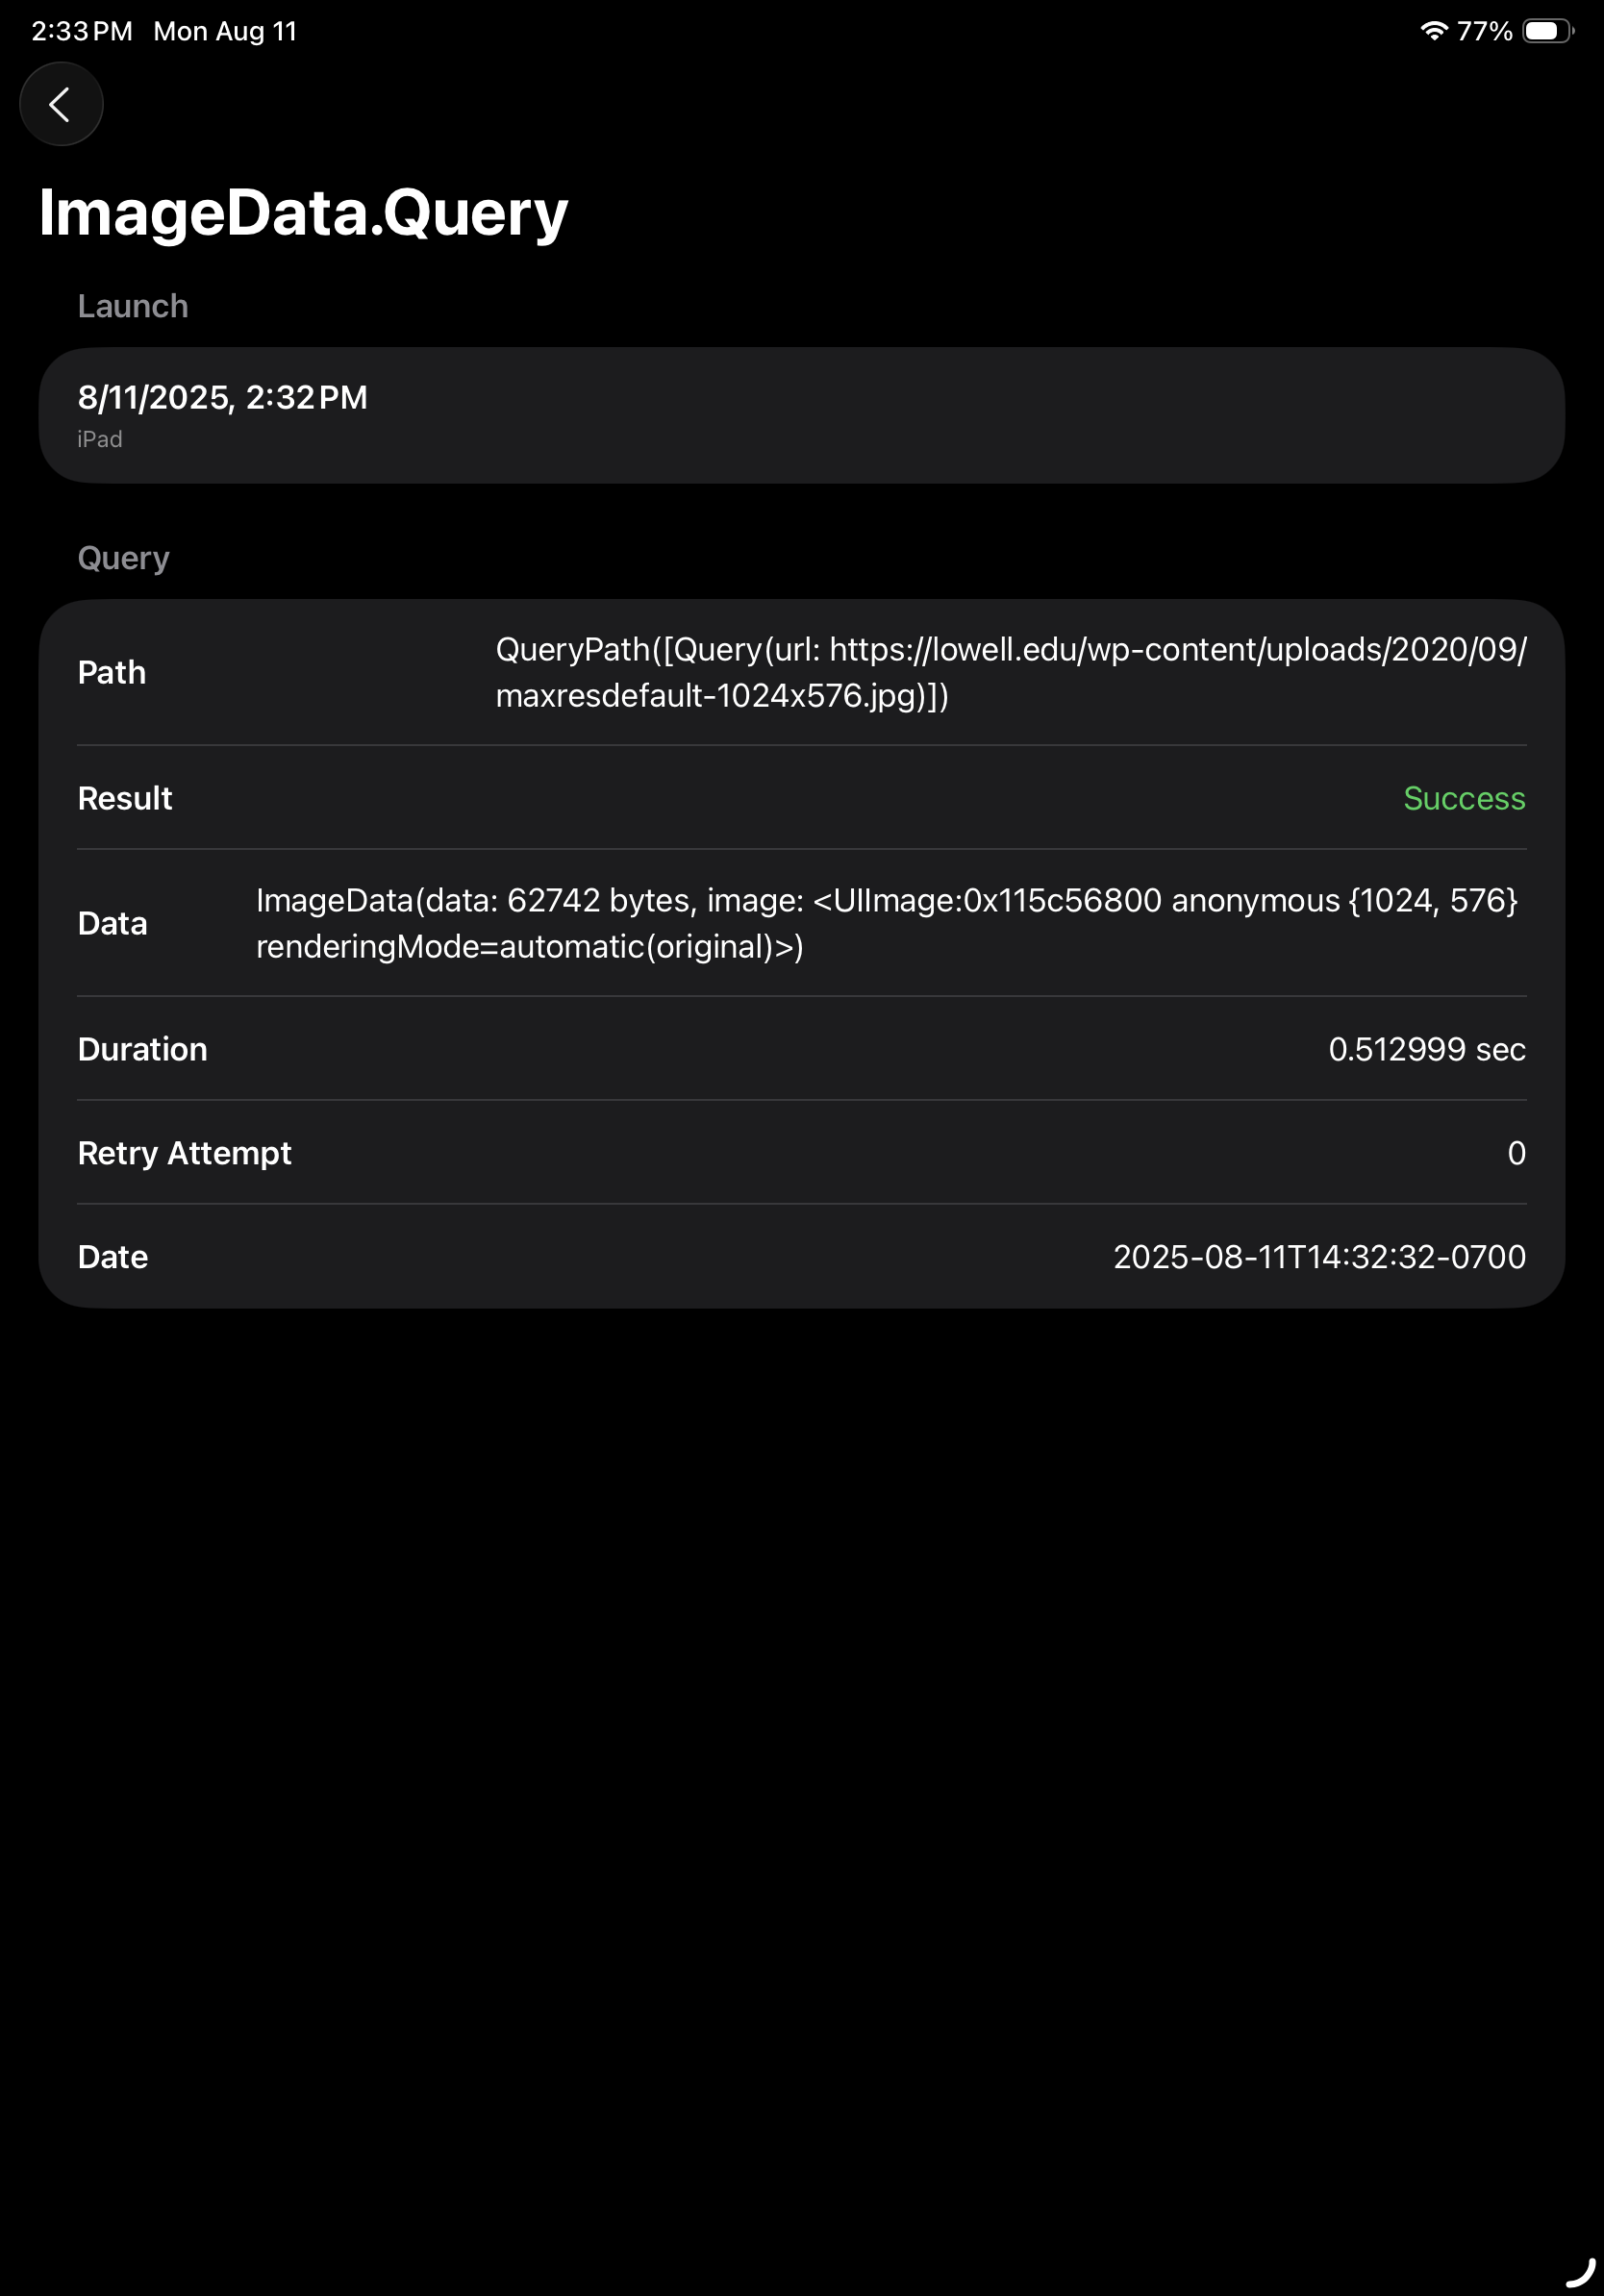 2:33 PM Mon Aug 11 77%
ImageData.Query
Launch
8/11/2025, 2:32 PM
iPad
Query
Path QueryPath([Query(url: https://lowell.edu/wp-content/uploads/2020/09/
maxresdefault-1024x576.jpg)])
Result Success
Data ImageData(data: 62742 bytes, image: <UIImage:0x115c56800 anonymous {1024, 576}
renderingMode=automatic(original)>)
Duration 0.512999 sec
Retry Attempt 0
Date 2025-08-11T14:32:32-0700